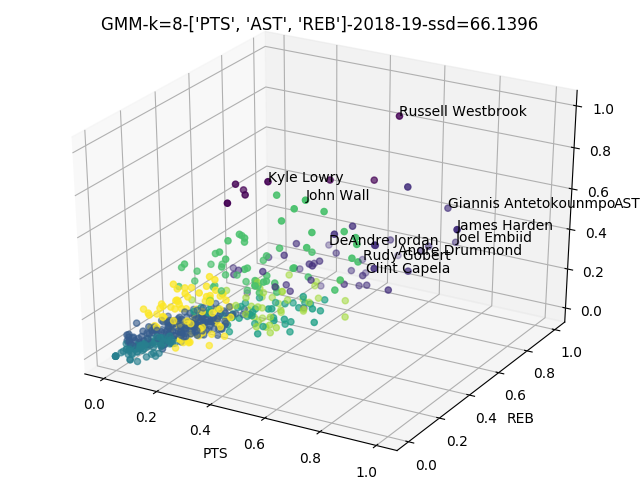 GMM-k=8-['PTS', 'AST', 'REB']-2018-19-ssd=66.1396
Russell Westbrook
Kyle Lowry
John Wall
Giannis Antetokounmpo
AST
James Harden
Joel Embid
DeAndre Jordan
Andre Drummond
Rudy Gobert
Clint Capela
1.0
0.8
0.6
0.4
0.2
0.0
0.0
0.2
0.4
0.6
0.8
1.0
PTS
0.0
0.2
0.4
0.6
0.8
1.0
REB